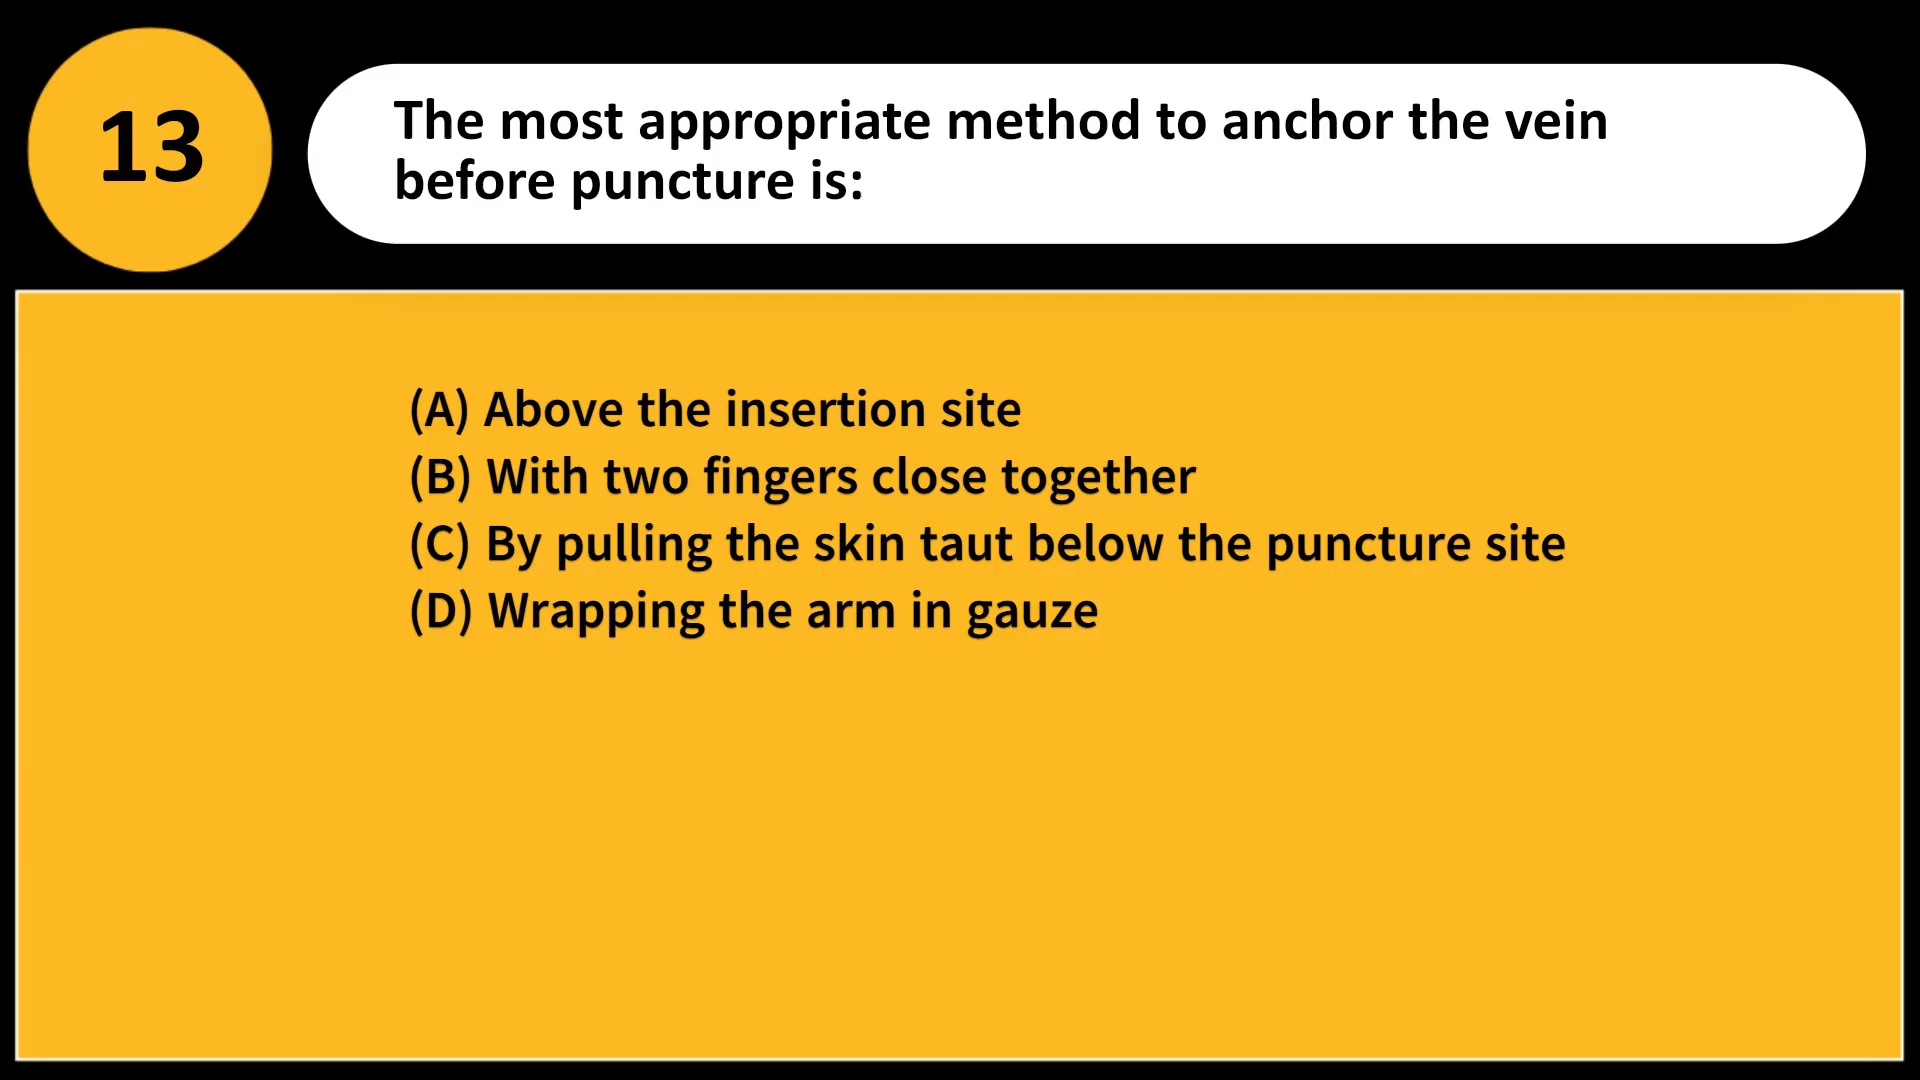 13
The most appropriate method to anchor the vein
before puncture is:
(A) Above the insertion site
(B) With two fingers close together
(C) By pulling the skin taut below the puncture site
(D) Wrapping the arm in gauze